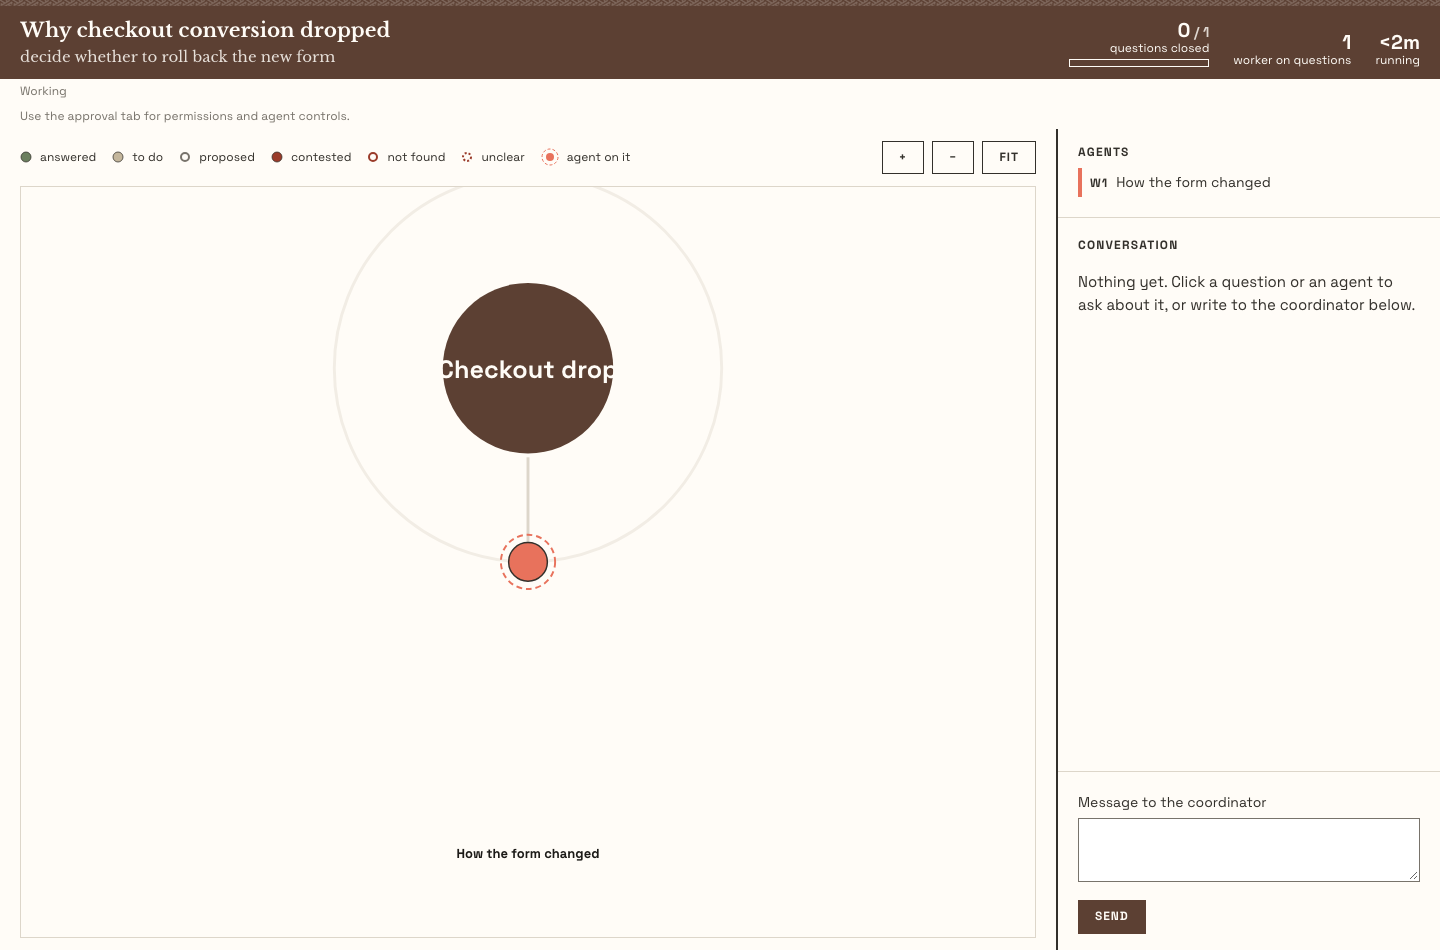 Why checkout conversion dropped
decide whether to roll back the new form
0 / 1
questions closed
1
worker on questions
<2m
running
Working
Use the approval tab for permissions and agent controls.
answered
to do
proposed
contested
not found
unclear
agent on it
+
−
FIT
Checkout drop
How the form changed
AGENTS
W1 How the form changed
CONVERSATION
Nothing yet. Click a question or an agent to
ask about it, or write to the coordinator below.
Message to the coordinator
SEND